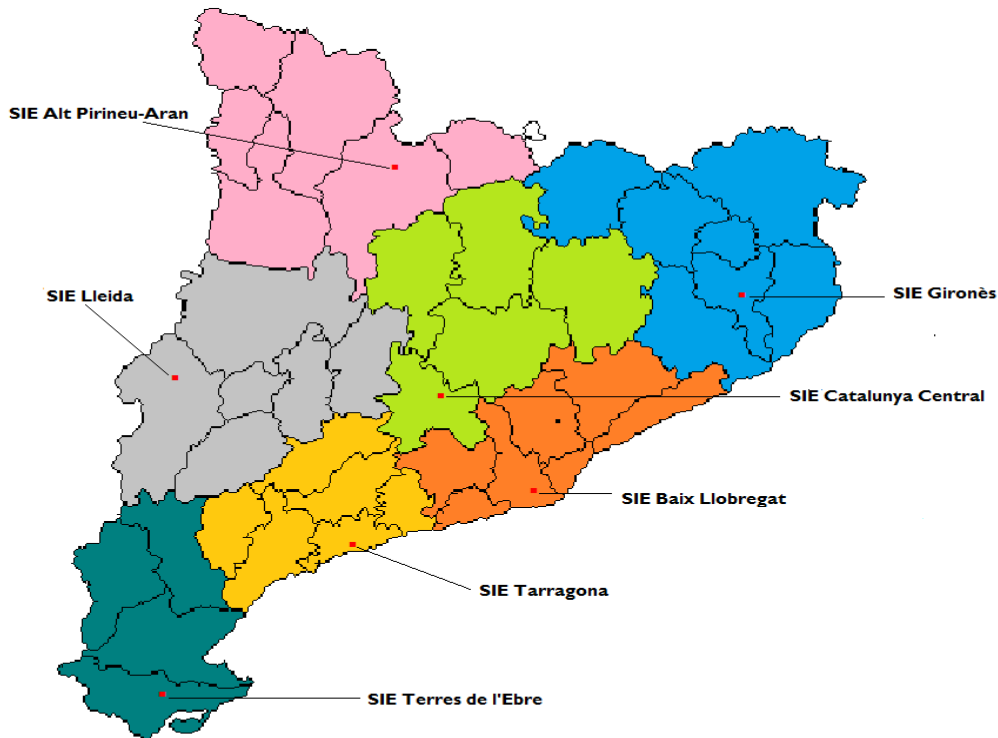 SIE Alt Pirineu-Aran
SIE Lleida
SIE Gironès
SIE Catalunya Central
SIE Baix Llobregat
SIE Tarragona
SIE Terres de l'Ebre